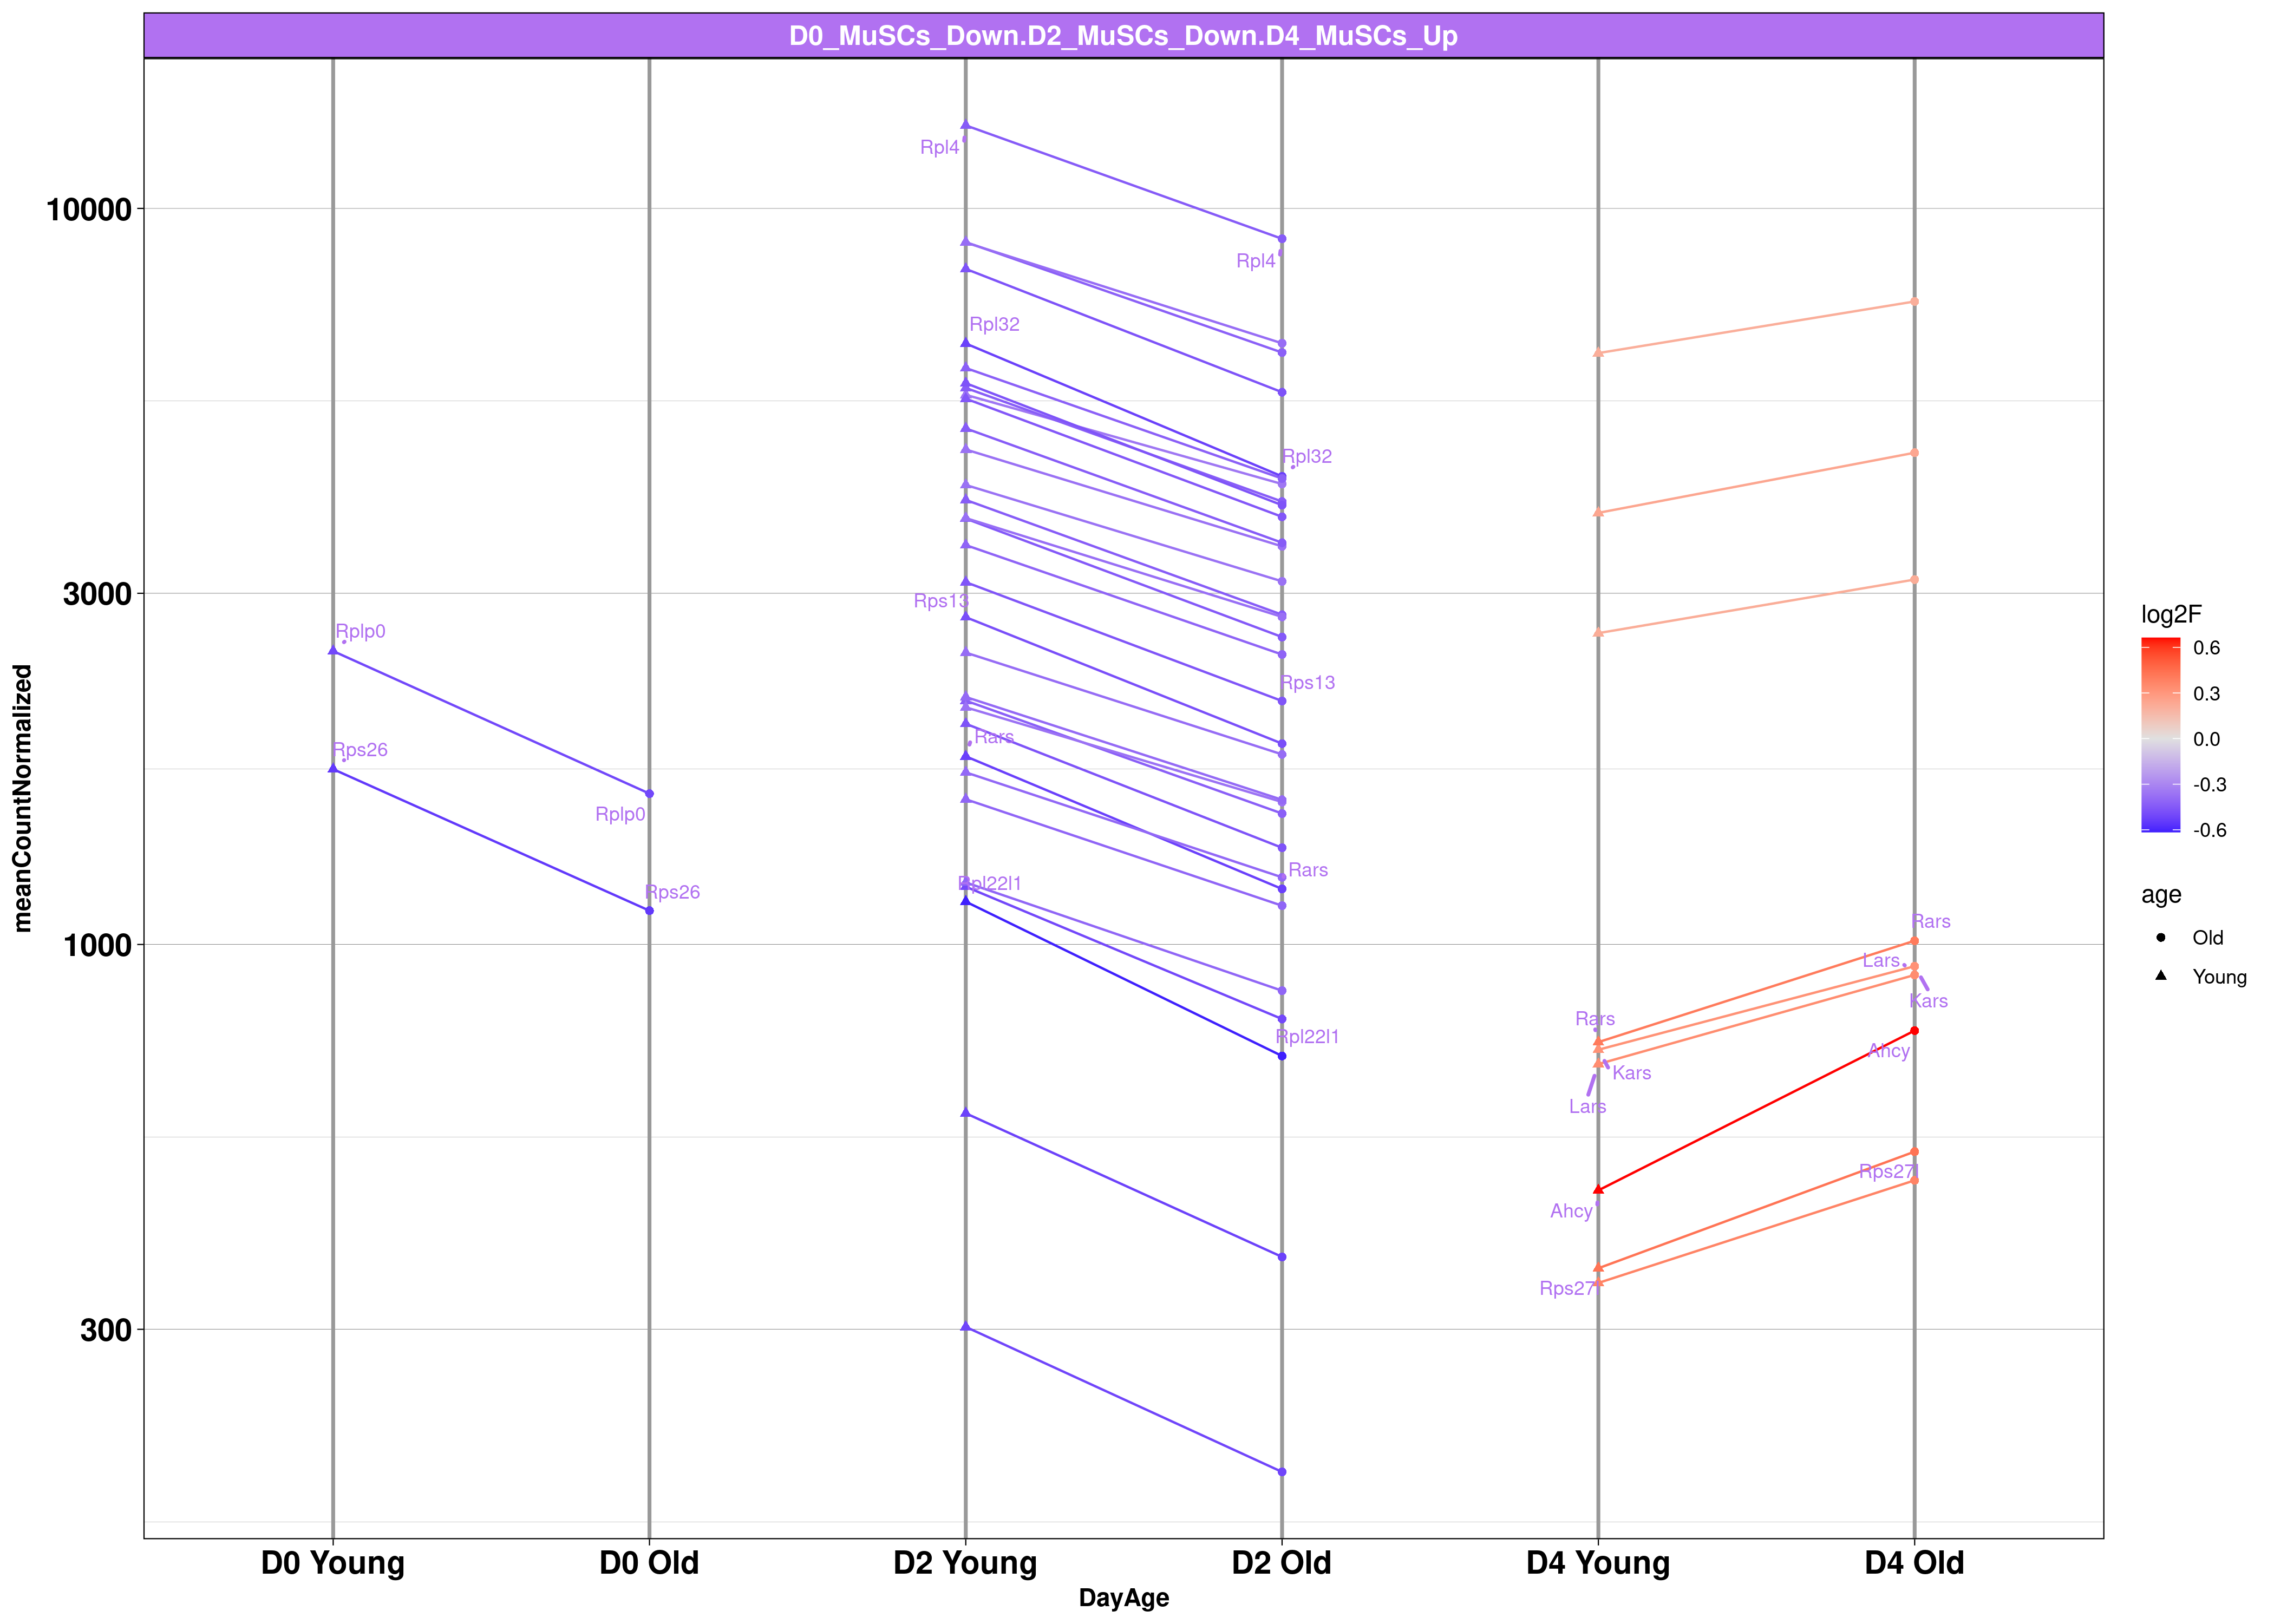 D0_MuSCs_Down.D2_MuSCs_Down.D4_MuSCs_Up
meanCountNormalized
10000
3000
1000
300
Rplp0
Rps26
Rplp0
Rps26
Rpl4
Rpl32
Rps13
Rars
Rpl22l1
Rpl4
Rpl32
Rps13
Rars
Rpl22l1
Rars
Kars
Lars
Ahcy
Rps27l
Rars
Lars
Kars
Ahcy
Rps27l
D0 Young
D0 Old
D2 Young
D2 Old
D4 Young
D4 Old
DayAge
log2F
0.6
0.3
0.0
-0.3
-0.6
age
Old
Young